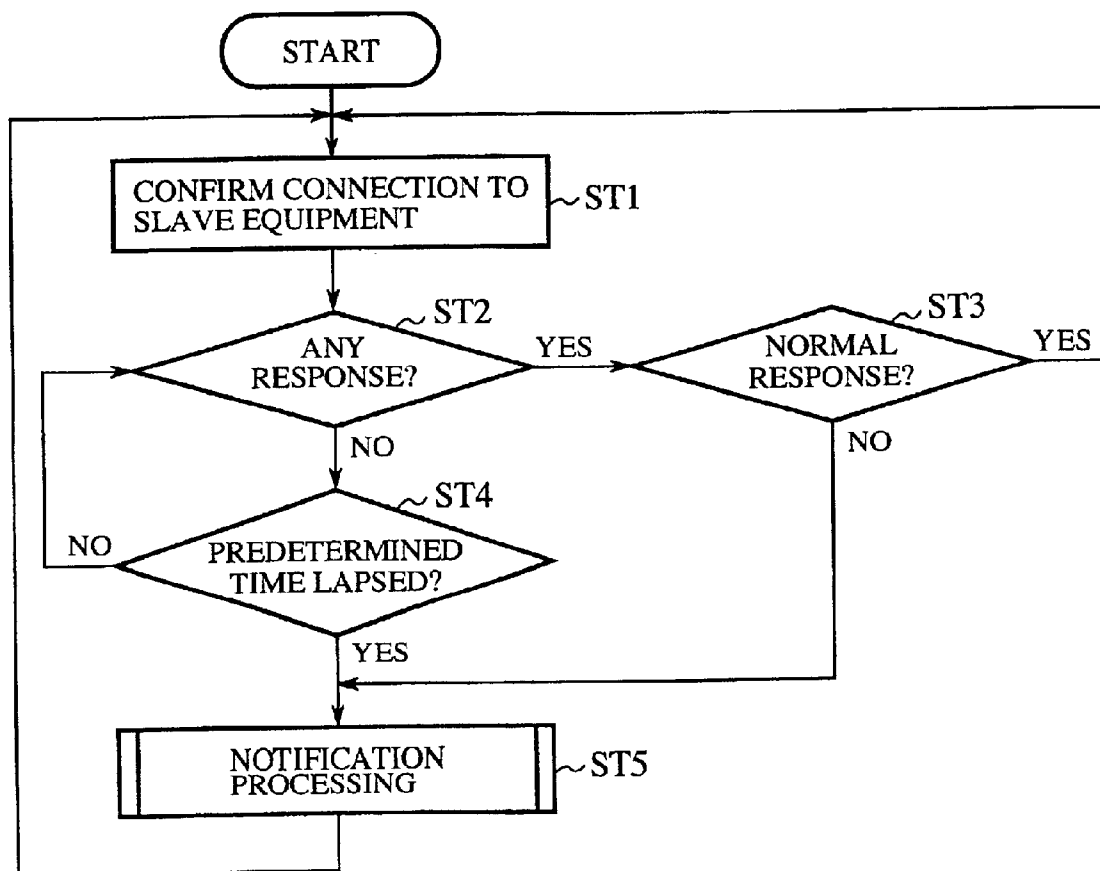 START
CONFIRM CONNECTION TO
SLAVE EQUIPMENT
ST1
ST2
ANY
RESPONSE?
YES
ST3
NORMAL
RESPONSE?
YES
NO
NO
ST4
PREDETERMINED
TIME LAPSED?
NO
YES
NOTIFICATION
PROCESSING
ST5